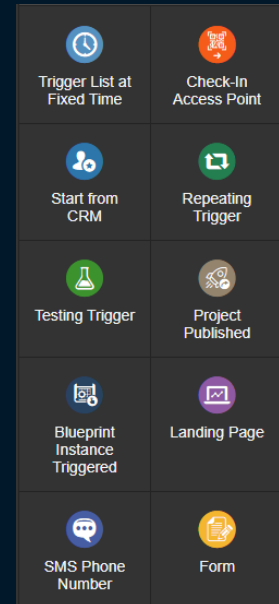 Trigger List at
Fixed Time
Check-In
Access Point
Start from
CRM
Repeating
Trigger
Testing Trigger
Project
Published
Blueprint
Instance
Triggered
Landing Page
SMS Phone
Number
Form